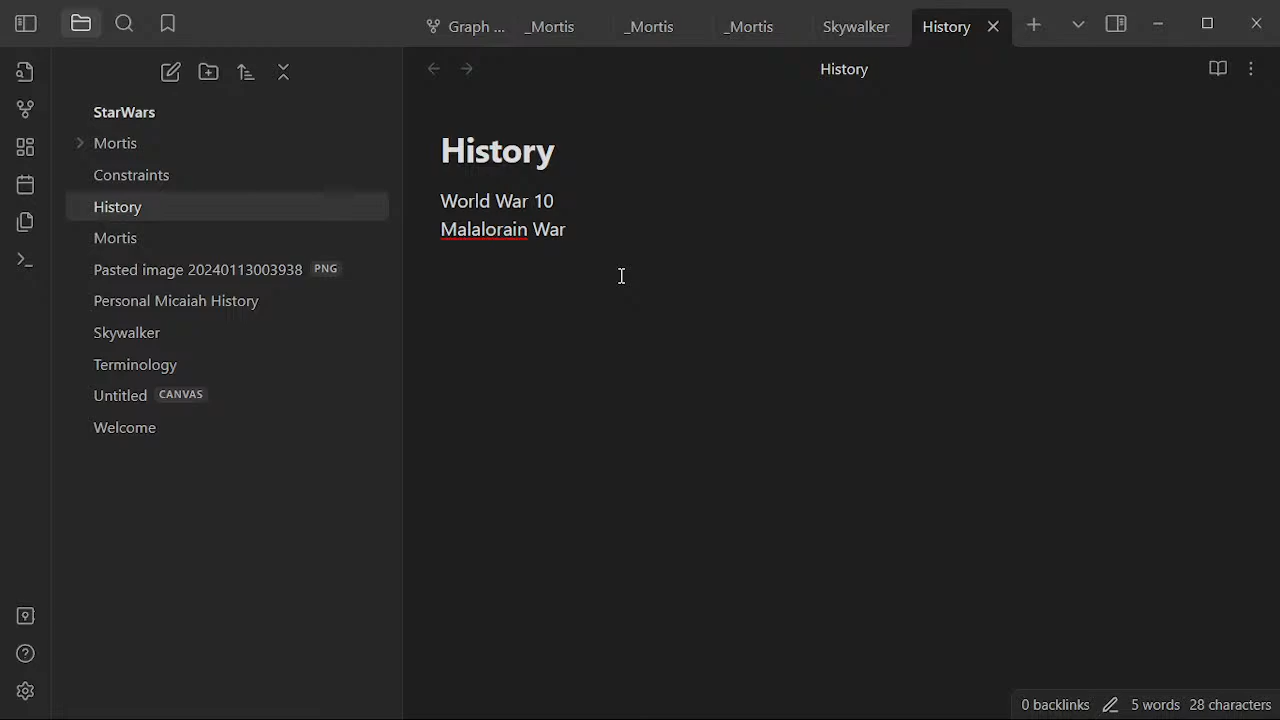 Graph ...
_Mortis
_Mortis
_Mortis
Skywalker
History
History
StarWars
Mortis
Constraints
History
Mortis
Pasted image 20240113003938 PNG
Personal Micaiah History
Skywalker
Terminology
Untitled CANVAS
Welcome
History
World War 10
Malalorain War
0 backlinks 5 words 28 characters